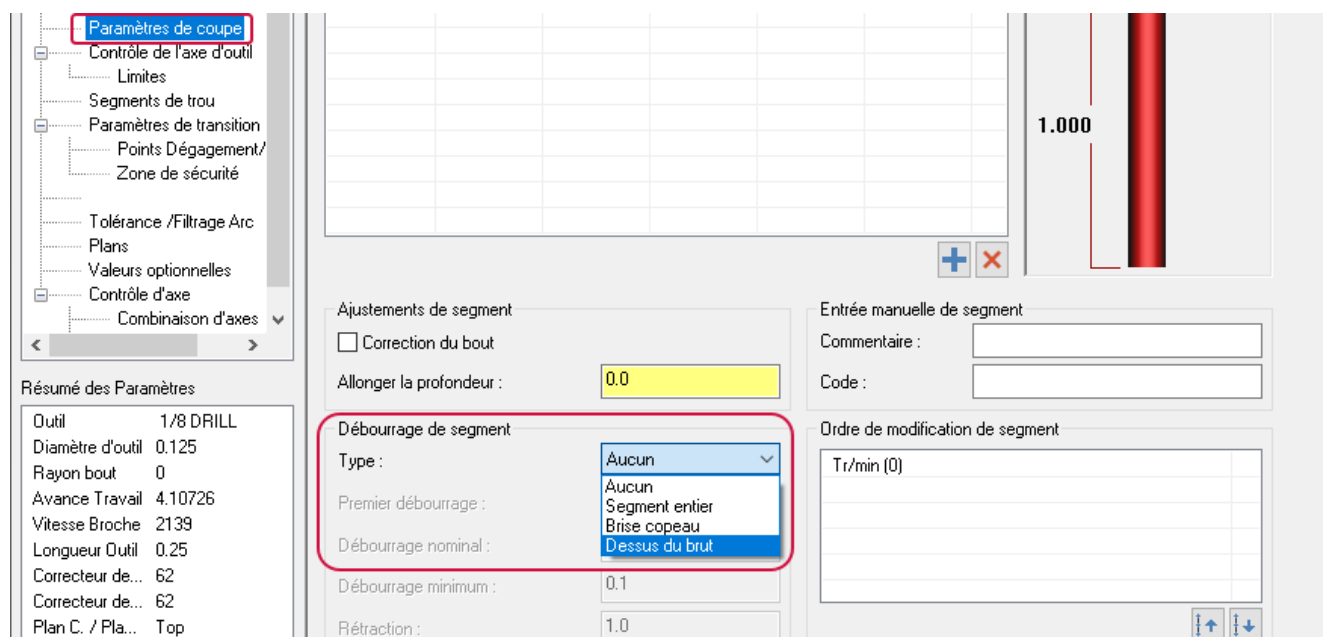 Paramètres de coupe
Contrôle de l'axe d'outil
Limites
Segments de trou
Paramètres de transition
Points Dégagement/
Zone de sécurité
Tolérance /Filtrage Arc
Plans
Valeurs optionnelles
Contrôle d'axe
Combinaison d'axes
Résumé des Paramètres
Outil 1/8 DRILL
Diamètre d'outil 0.125
Rayon bout 0
Avance Travail 4.10726
Vitesse Broche 2139
Longueur Outil 0.25
Correcteur de... 62
Correcteur de... 62
Plan C. / Pla... Top
1.000
Ajustements de segment
Correction du bout
Allonger la profondeur : 0.0
Débourrage de segment
Type : Aucun
Aucun
Segment entier
Brise copeau
Dessus du brut
Premier débourrage :
Débourrage nominal :
Débourrage minimum : 0.1
Rétraction : 1.0
Entrée manuelle de segment
Commentaire :
Code :
Ordre de modification de segment
Tr/min (0)